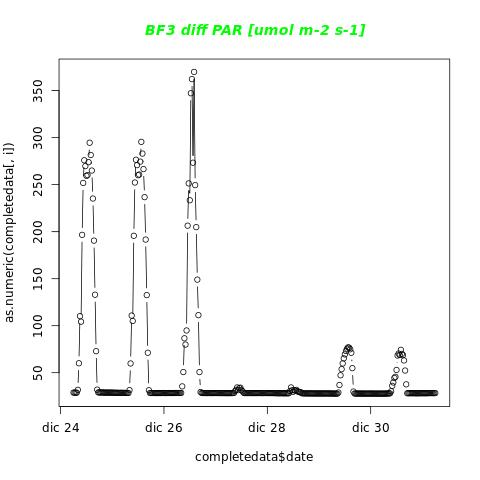 BF3 diff PAR [umol m-2 s-1]
as.numeric(completedata[, i])
350
300
250
200
150
100
50
dic 24
dic 26
dic 28
dic 30
completedata$date